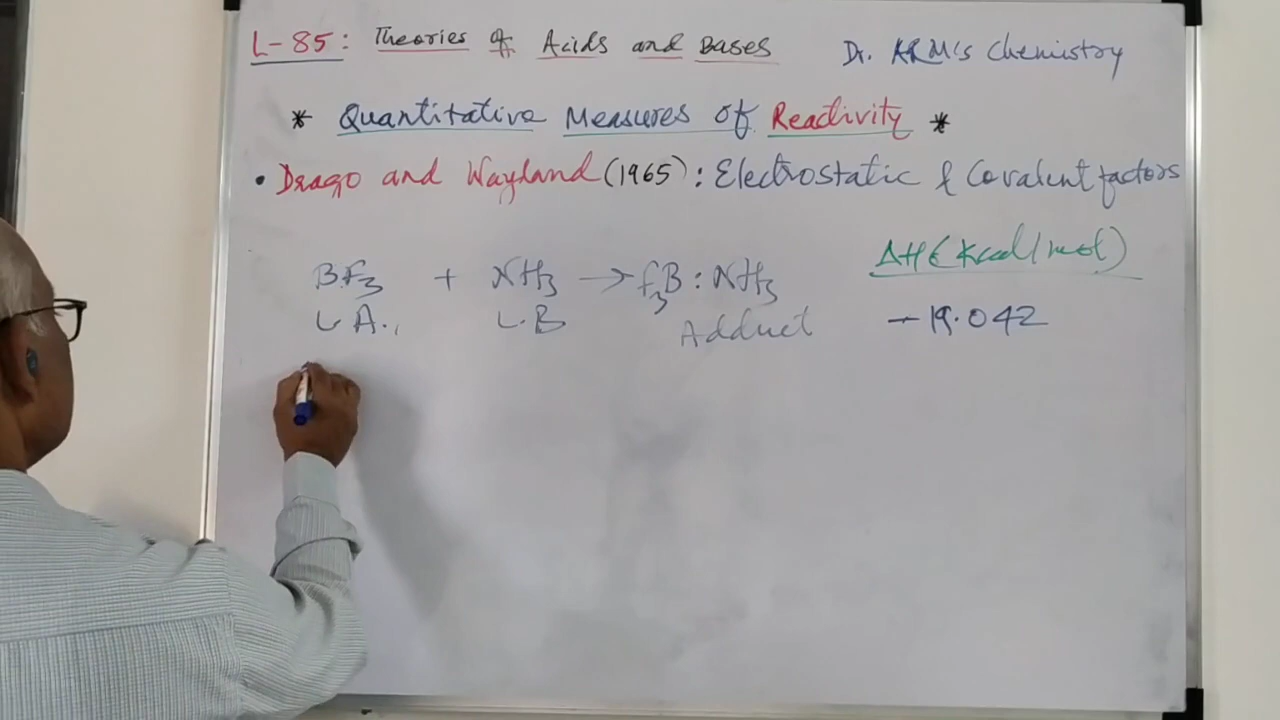 L-85: Theories of Acids and Bases Dr. ARM's Chemistry
* Quantitative Measures of Reactivity *
• Drago and Wayland (1965): Electrostatic & Covalent factors
ΔH (Kcal/mol)
BF3 + NH3 → F3B : NH3
L.A. L.B Adduct -19.042